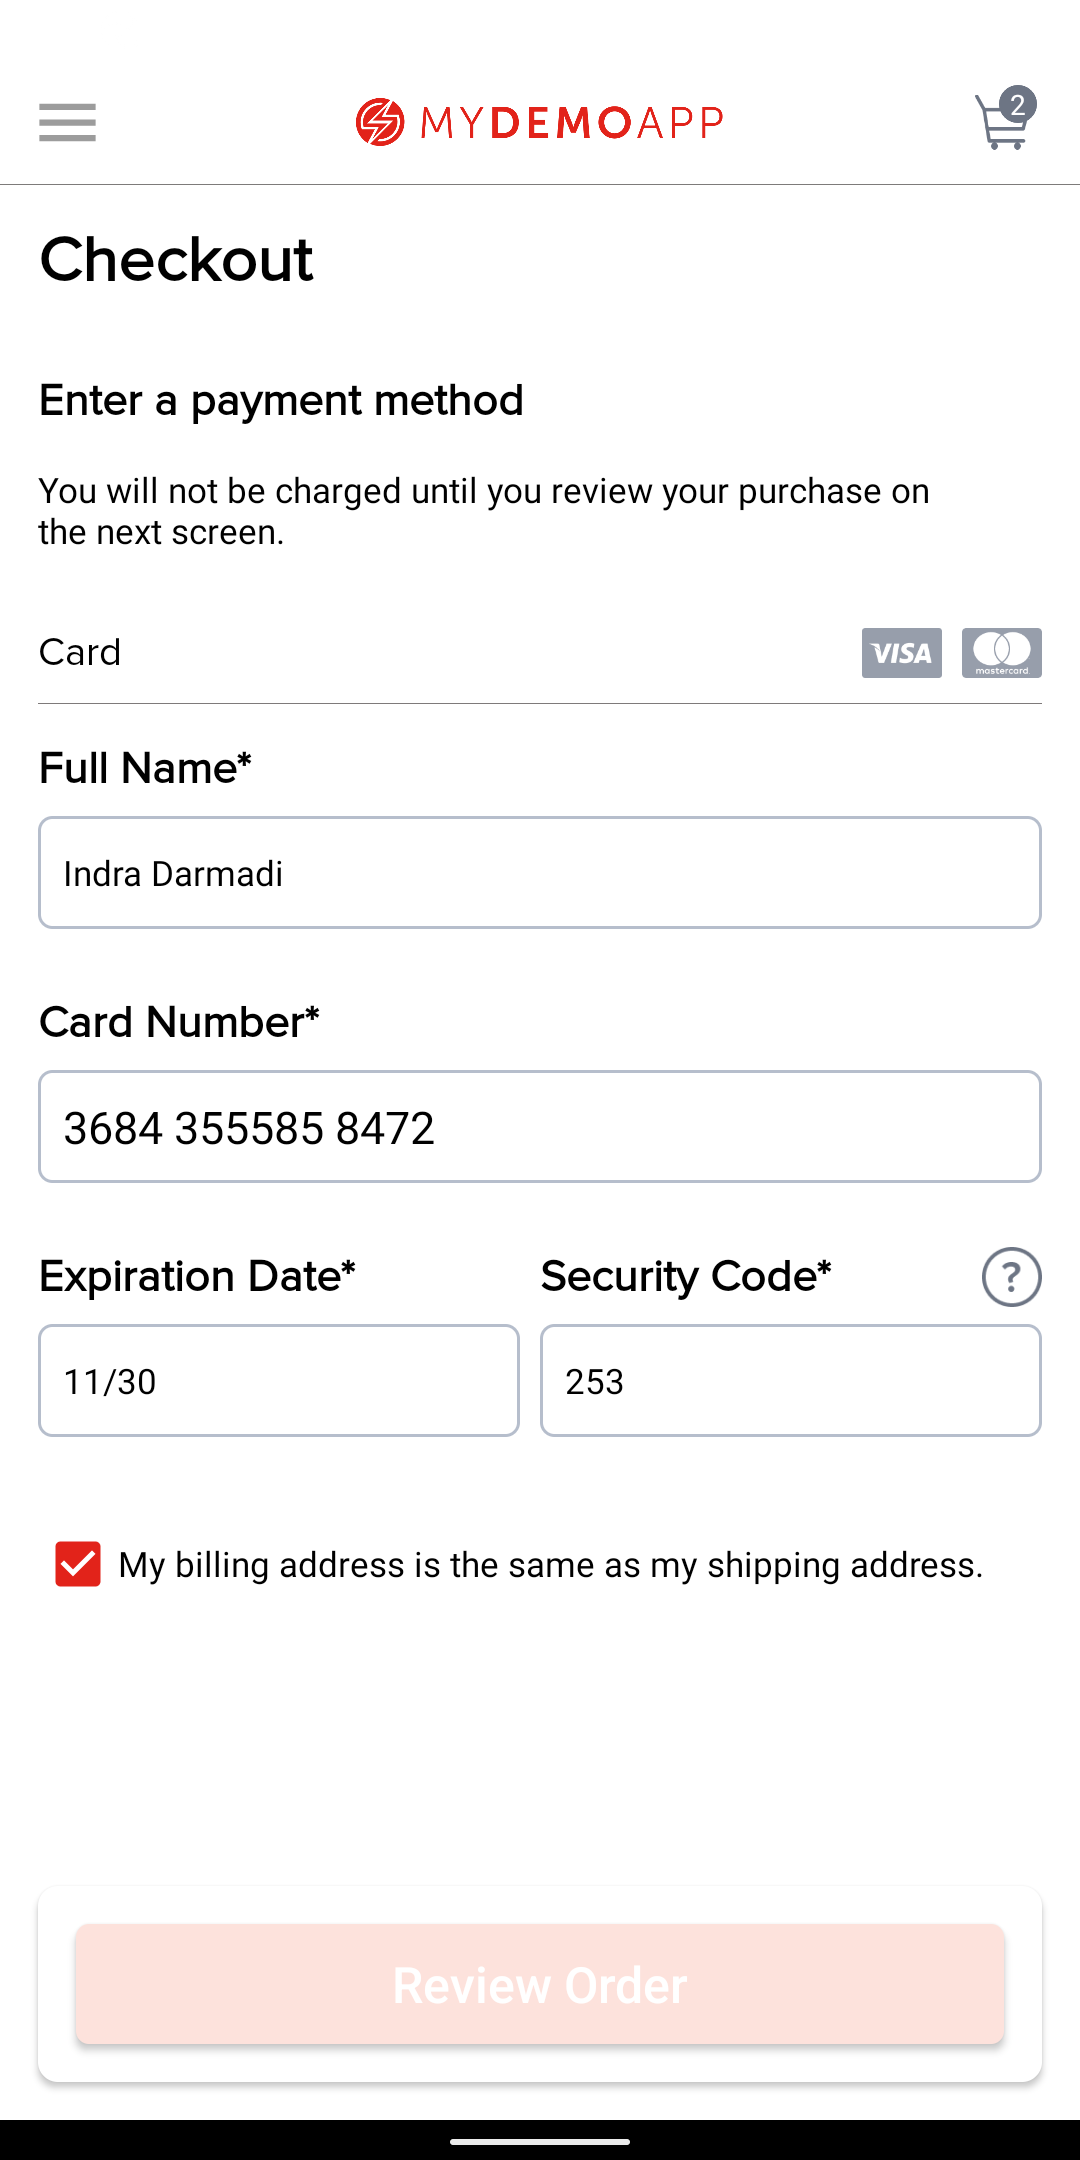 MYDEMOAPP
2
Checkout
Enter a payment method
You will not be charged until you review your purchase on
the next screen.
Card
VISA
mastercard
Full Name*
Indra Darmadi
Card Number*
3684 355585 8472
Expiration Date*
Security Code*
?
11/30
253
My billing address is the same as my shipping address.
Review Order